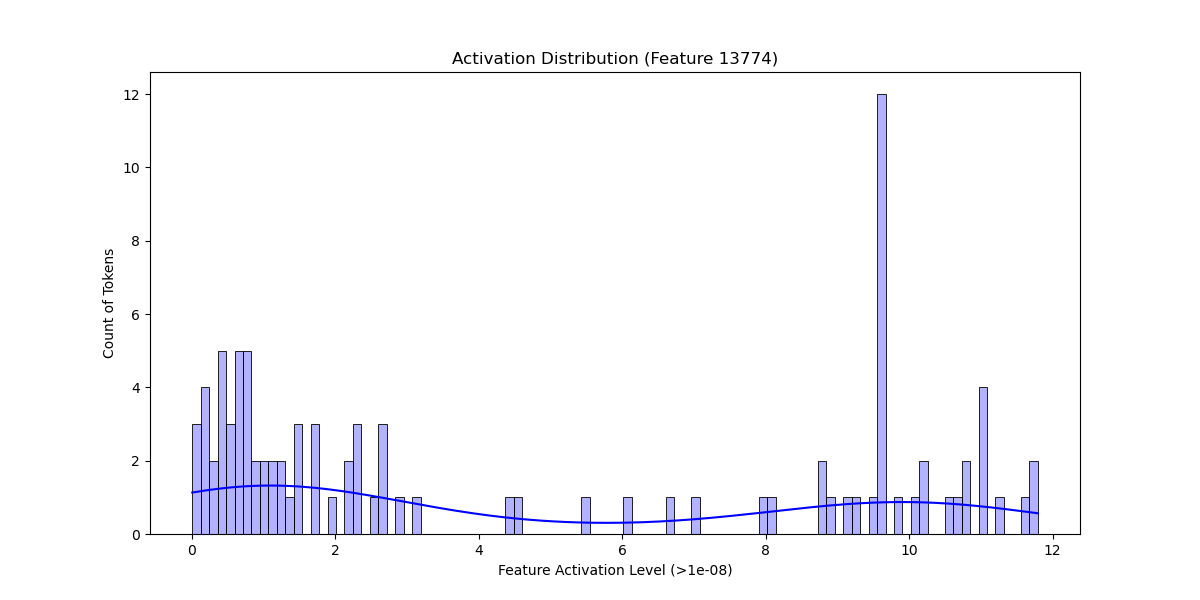 Activation Distribution (Feature 13774)
12
10
8
6
4
2
0
Count of Tokens
0 2 4 6 8 10 12
Feature Activation Level (>1e-08)